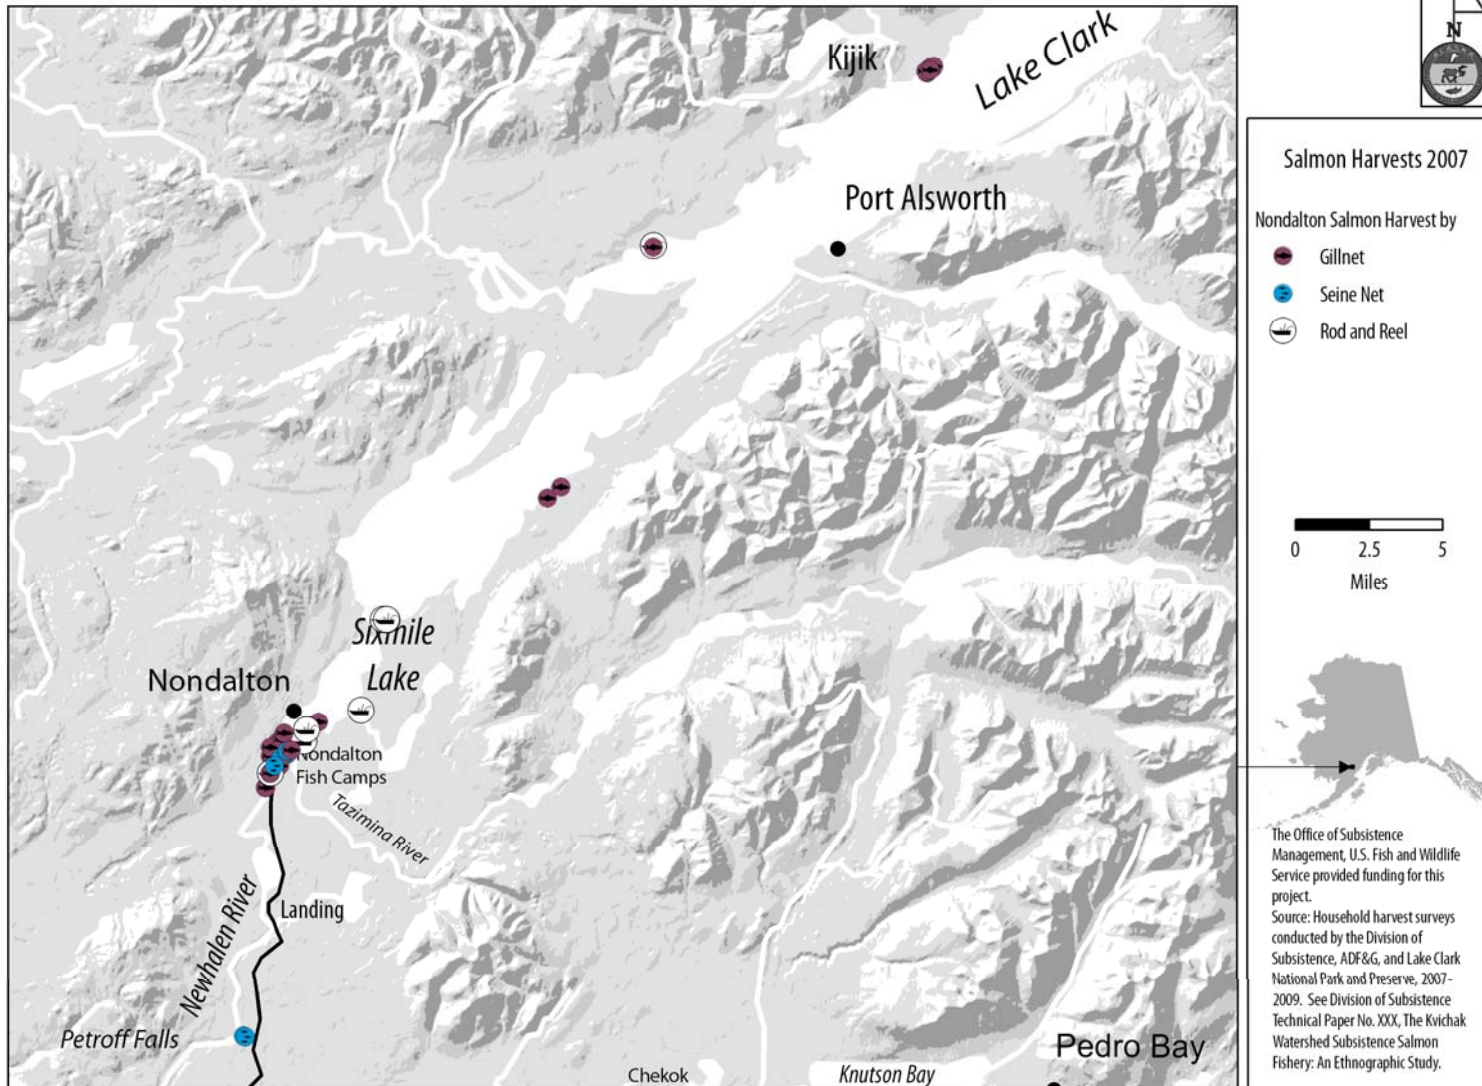 Kijik
Lake Clark
Port Alsworth
Sixmile
Lake
Nondalton
Nondalton
Fish Camps
Tazimina River
Newhalen River
Landing
Petroff Falls
Pedro Bay
Chekok
Knutson Bay
N
Salmon Harvests 2007
Nondalton Salmon Harvest by
Gillnet
Seine Net
Rod and Reel
0 2.5 5
Miles
The Office of Subsistence
Management, U.S. Fish and Wildlife
Service provided funding for this
project.
Source: Household harvest surveys
conducted by the Division of
Subsistence, ADF&G, and Lake Clark
National Park and Preserve, 2007-
2009. See Division of Subsistence
Technical Paper No. XXX, The Kvichak
Watershed Subsistence Salmon
Fishery: An Ethnographic Study.